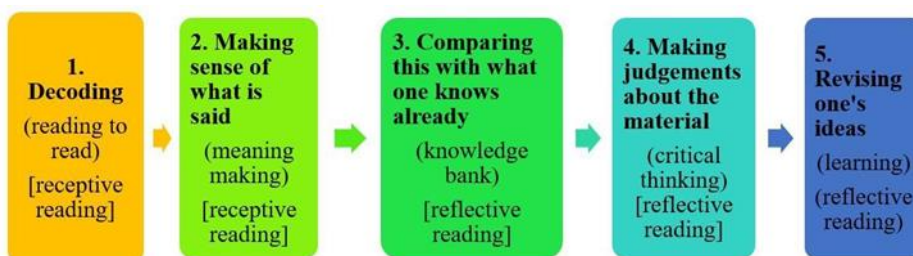 1.
Decoding
(reading to
read)
[receptive
reading]
2. Making
sense of
what is
said
(meaning
making)
[receptive
reading]
3. Comparing
this with what
one knows
already
(knowledge
bank)
[reflective
reading]
4. Making
judgements
about the
material
(critical
thinking)
[reflective
reading]
5.
Revising
one's
ideas
(learning)
(reflective
reading)